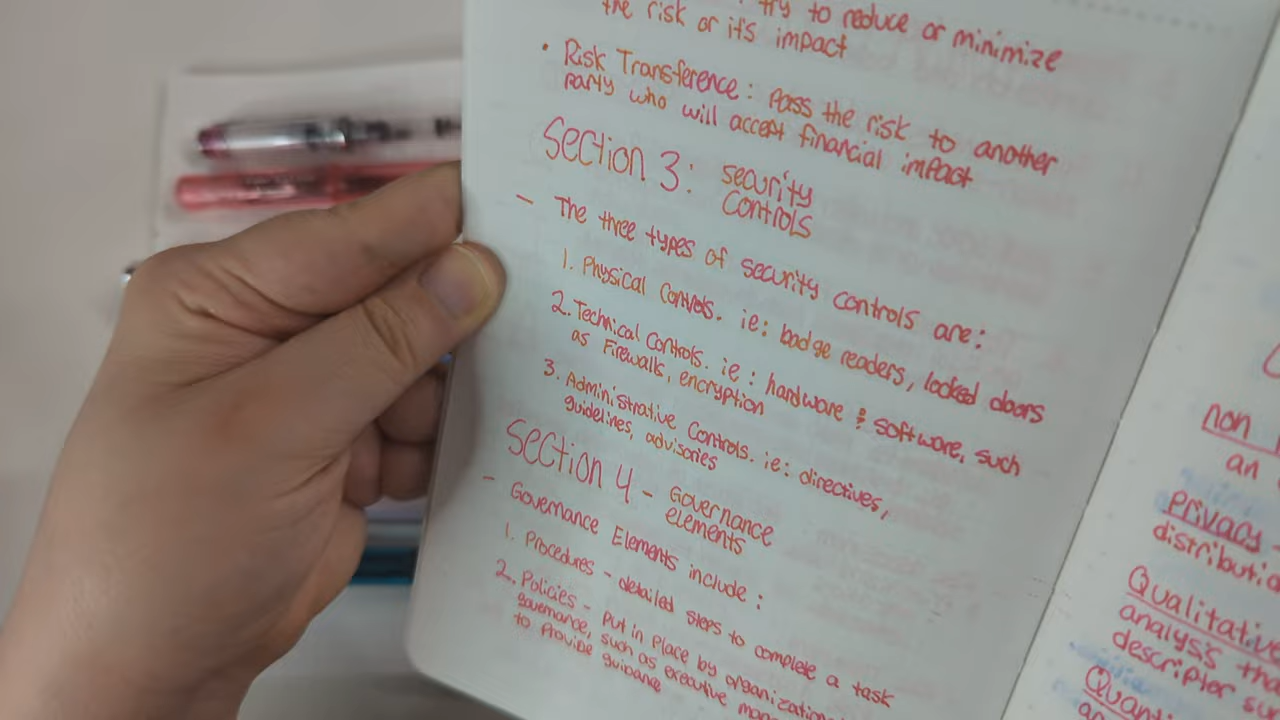 try to reduce or minimize
the risk or it's impact
• Risk Transference: Pass the risk to another
party who will accept financial impact
Section 3: security
controls
- The three types of security controls are:
1. Physical Controls. ie: badge readers, locked doors
2. Technical Controls. ie: hardware & software, such
as Firewalls, encryption
3. Administrative Controls. ie: directives,
guidelines, advisories
Section 4 - Governance
elements
- Governance Elements include:
1. Procedures - detailed steps to complete a task
2. Policies - Put in Place by organization
governance, such as executive
to Provide guidance
non
an
Privacy -
Qualitative
analysis
descriptor